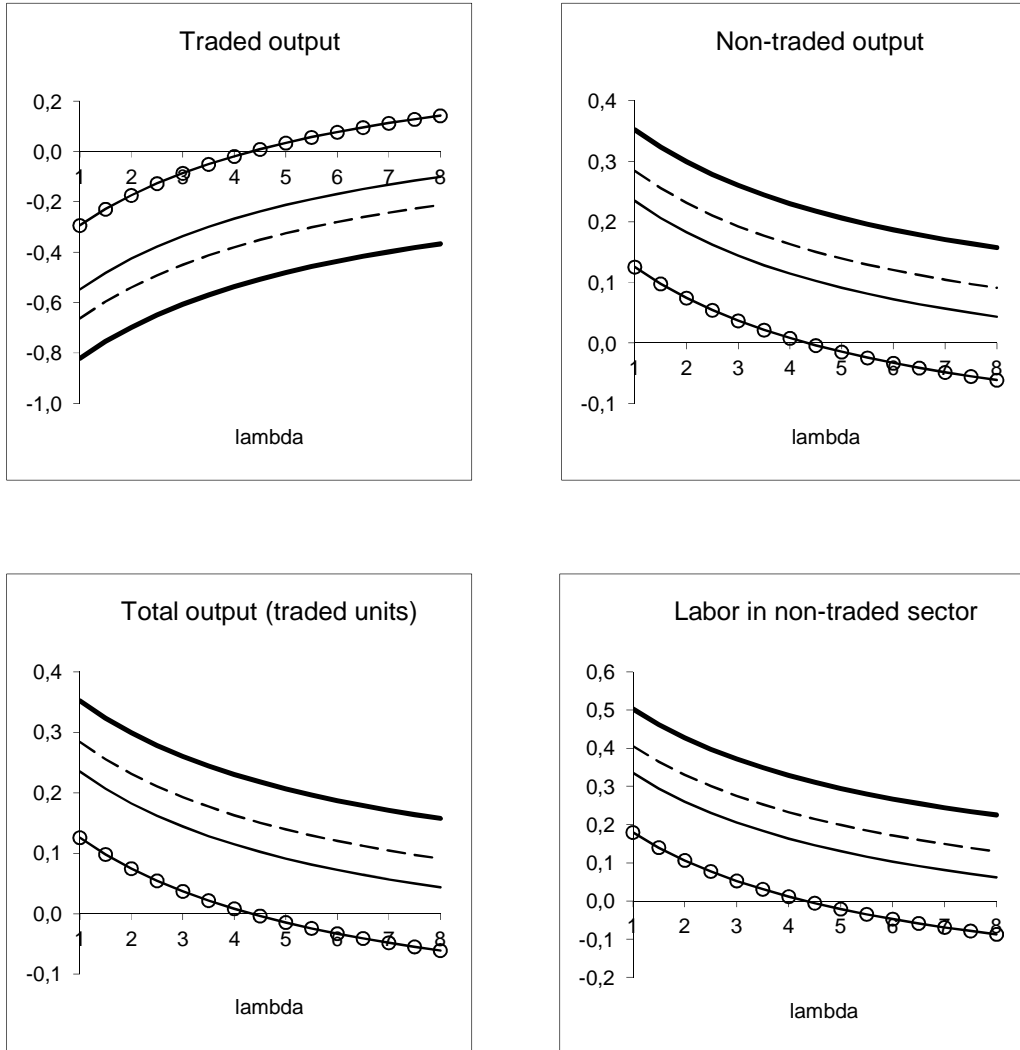 Traded output
0,2
0,0
-0,2
-0,4
-0,6
-0,8
-1,0
1 2 3 4 5 6 7 8
lambda
Non-traded output
0,4
0,3
0,2
0,1
0,0
-0,1
1 2 3 4 5 6 7 8
lambda
Total output (traded units)
0,4
0,3
0,2
0,1
0,0
-0,1
1 2 3 4 5 6 7 8
lambda
Labor in non-traded sector
0,6
0,5
0,4
0,3
0,2
0,1
0,0
-0,1
-0,2
1 2 3 4 5 6 7 8
lambda